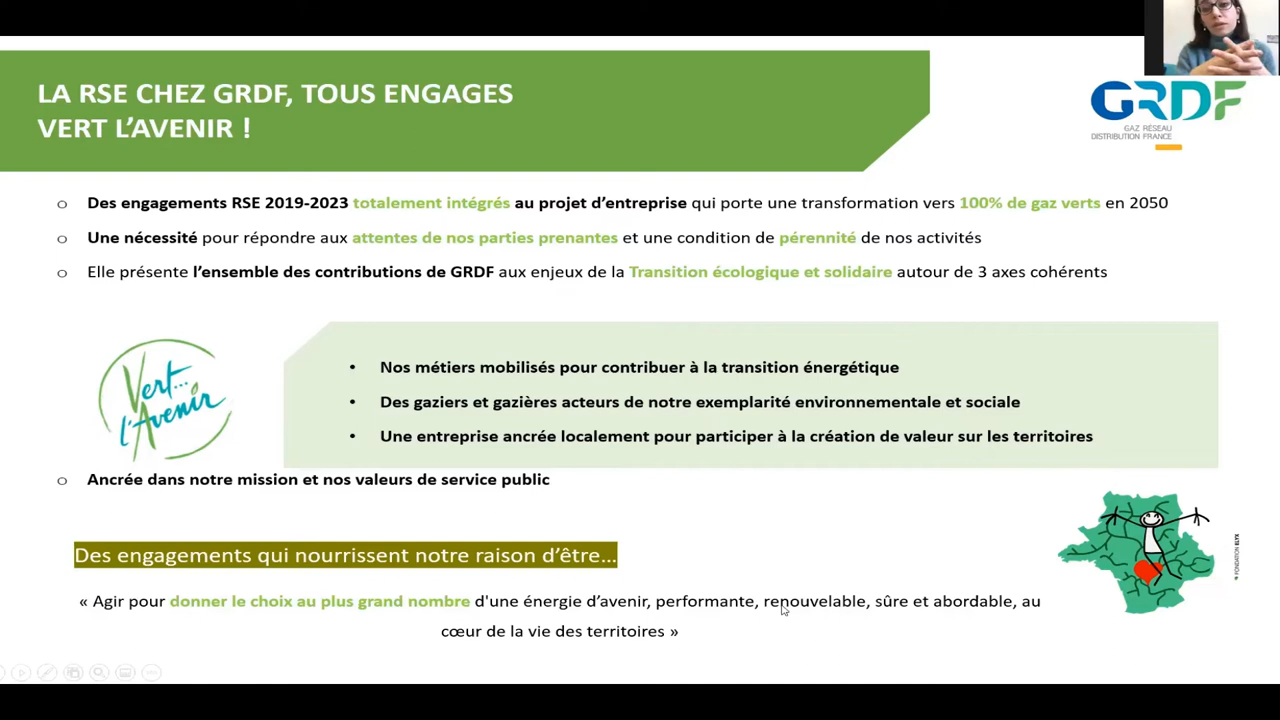 LA RSE CHEZ GRDF, TOUS ENGAGES
VERT L’AVENIR !
GRDF
GAZ RÉSEAU
DISTRIBUTION FRANCE
o Des engagements RSE 2019-2023 totalement intégrés au projet d’entreprise qui porte une transformation vers 100% de gaz verts en 2050
o Une nécessité pour répondre aux attentes de nos parties prenantes et une condition de pérennité de nos activités
o Elle présente l’ensemble des contributions de GRDF aux enjeux de la Transition écologique et solidaire autour de 3 axes cohérents
Vert...
l’Avenir
• Nos métiers mobilisés pour contribuer à la transition énergétique
• Des gaziers et gazières acteurs de notre exemplarité environnementale et sociale
• Une entreprise ancrée localement pour participer à la création de valeur sur les territoires
o Ancrée dans notre mission et nos valeurs de service public
FONDATION ELYX
Des engagements qui nourrissent notre raison d’être...
« Agir pour donner le choix au plus grand nombre d'une énergie d’avenir, performante, renouvelable, sûre et abordable, au
cœur de la vie des territoires »